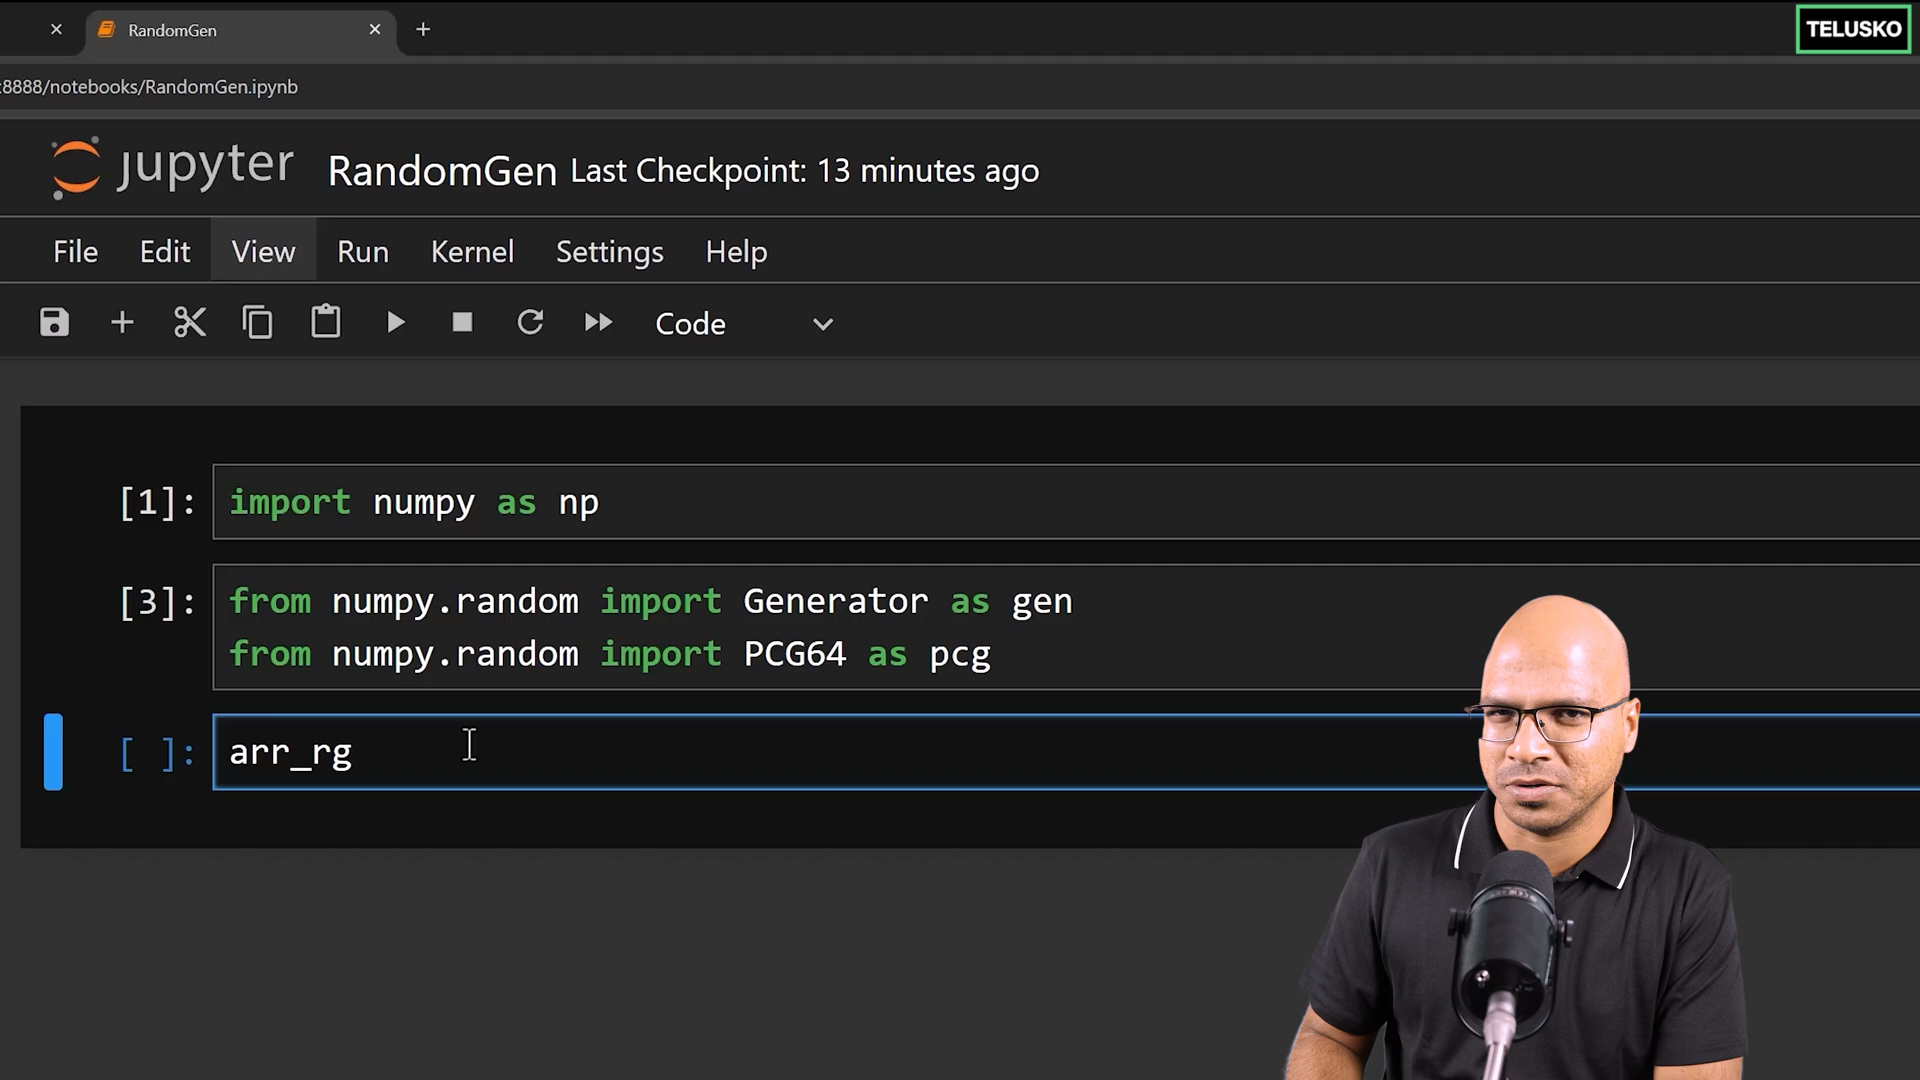 RandomGen
TELUSKO
:8888/notebooks/RandomGen.ipynb
jupyter RandomGen Last Checkpoint: 13 minutes ago
File Edit View Run Kernel Settings Help
Code
[1]: import numpy as np
[3]: from numpy.random import Generator as gen
from numpy.random import PCG64 as pcg
[ ]: arr_rg